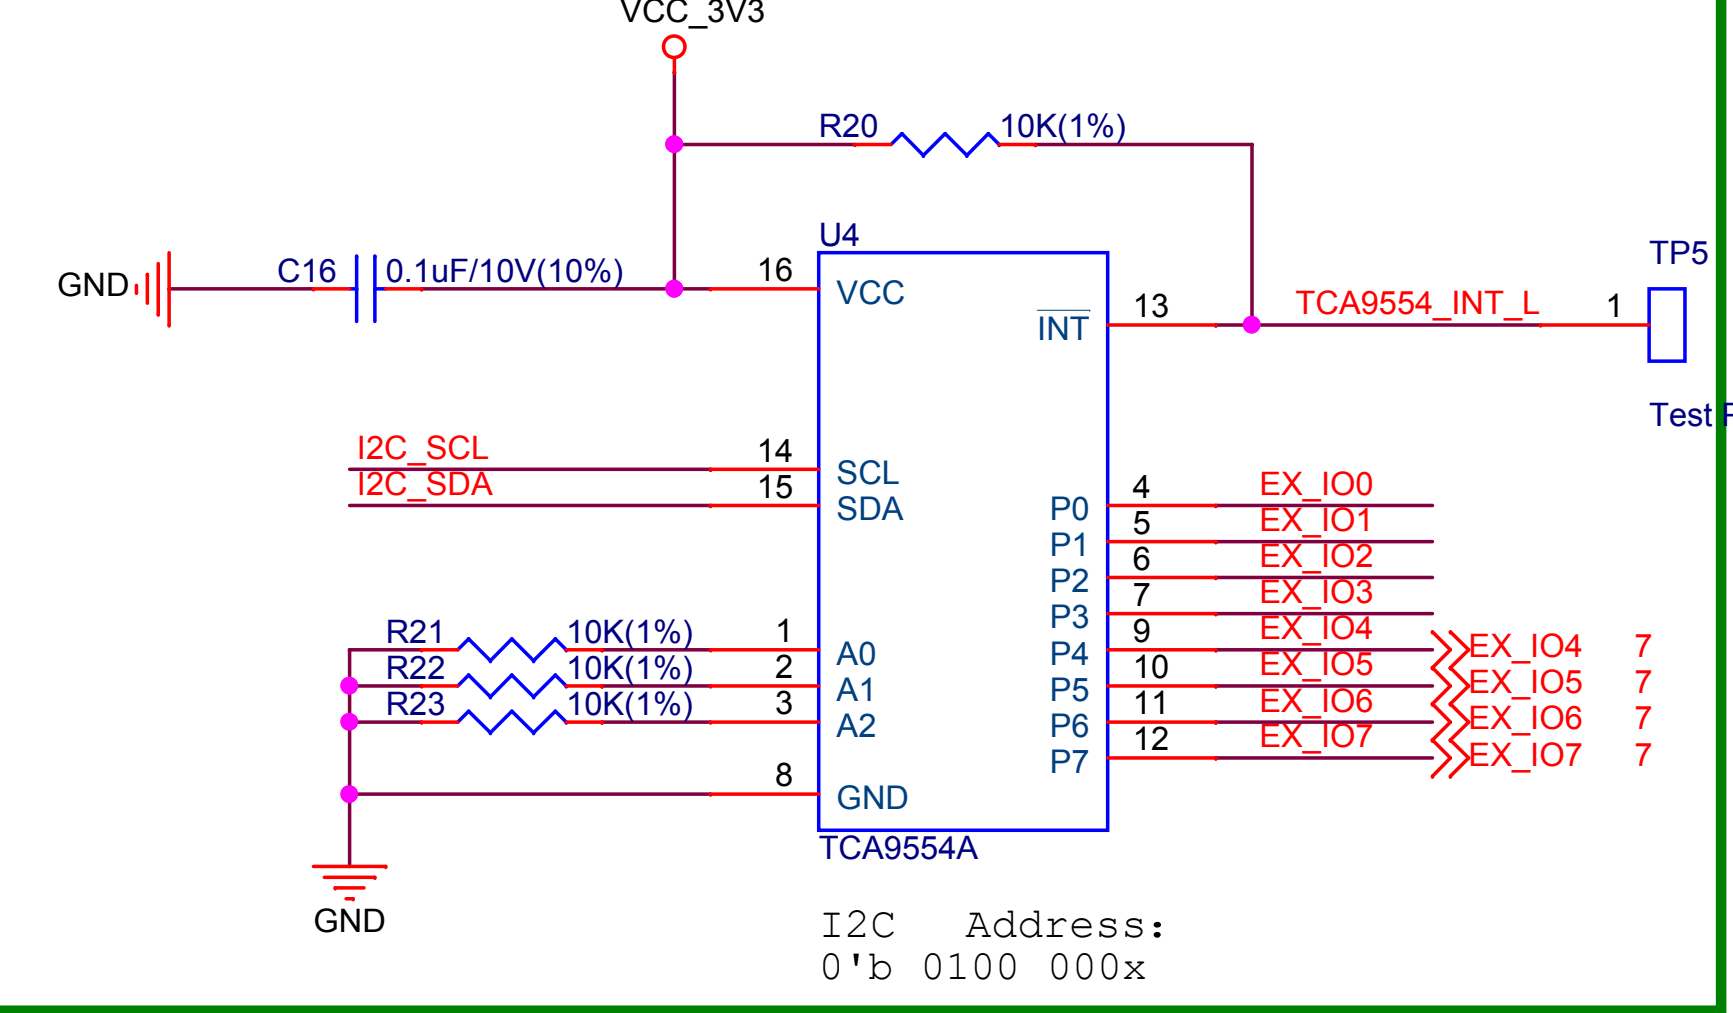 VCC_3V3
R20 10K(1%)
U4
TP5
GND C16 0.1uF/10V(10%) 16 VCC
INT 13 TCA9554_INT_L 1
Test
I2C_SCL 14 SCL
I2C_SDA 15 SDA
P0 4 EX_IO0
P1 5 EX_IO1
P2 6 EX_IO2
P3 7 EX_IO3
R21 10K(1%) 1 A0 P4 9 EX_IO4 EX_IO4 7
R22 10K(1%) 2 A1 P5 10 EX_IO5 EX_IO5 7
R23 10K(1%) 3 A2 P6 11 EX_IO6 EX_IO6 7
P7 12 EX_IO7 EX_IO7 7
8 GND
TCA9554A
GND
I2C Address:
0'b 0100 000x